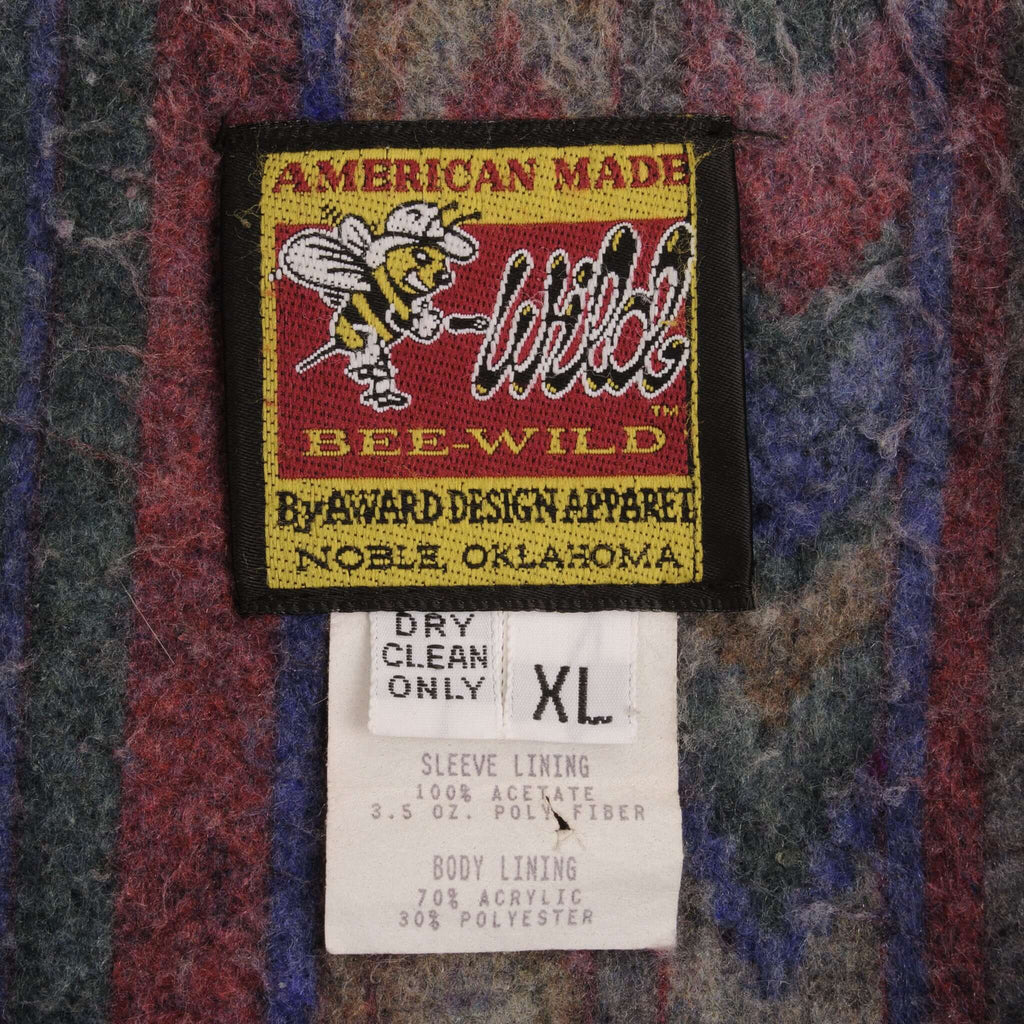 AMERICAN MADE
Wild
TM
BEE-WILD
By AWARD DESIGN APPAREL
NOBLE, OKLAHOMA
DRY
CLEAN
ONLY
XL
SLEEVE LINING
100% ACETATE
3.5 OZ. POLY FIBER
BODY LINING
70% ACRYLIC
30% POLYESTER